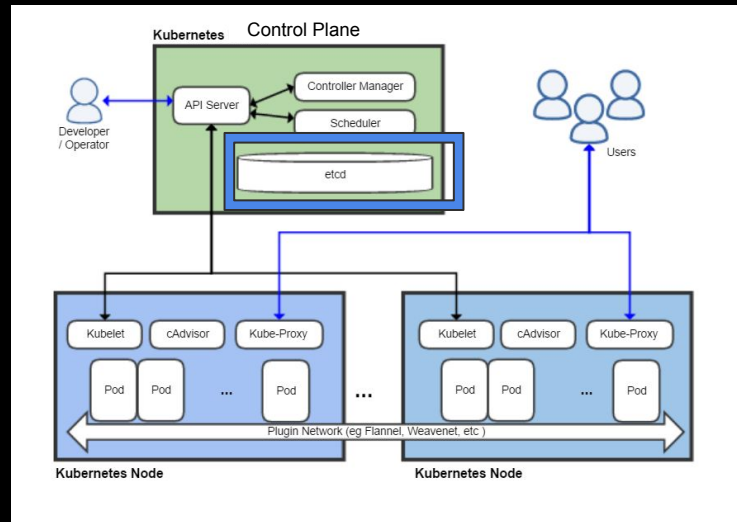 Kubernetes
Control Plane
API Server
Controller Manager
Scheduler
etcd
Developer
/ Operator
Users
Kubelet
cAdvisor
Kube-Proxy
Pod
Pod
...
Pod
...
Kubelet
cAdvisor
Kube-Proxy
Pod
Pod
...
Pod
Plugin Network (eg Flannel, Weavenet, etc )
Kubernetes Node
Kubernetes Node